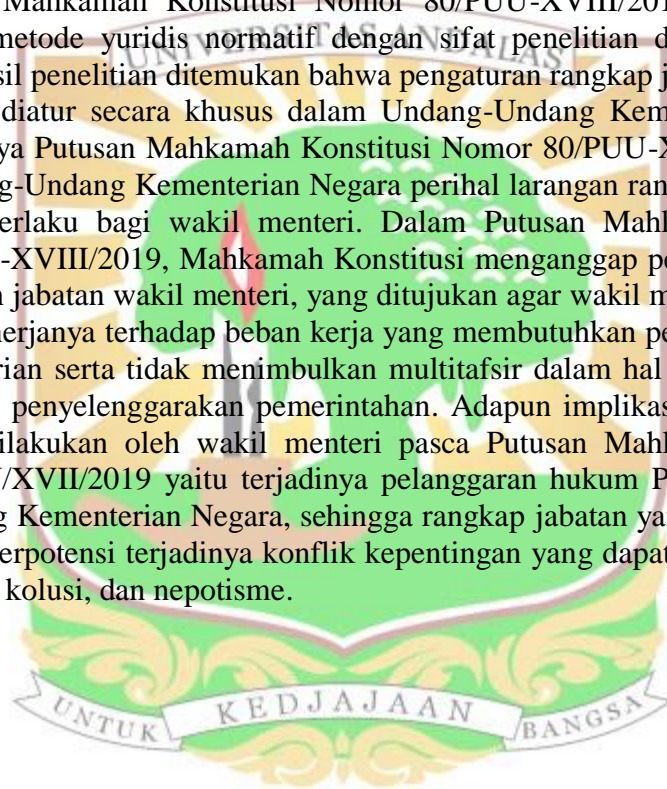 Mahkamah Konstitusi Nomor 80/PUU-XVIII/201
metode yuridis normatif dengan sifat penelitian d
UNIVERSITAS ANDALAS
sil penelitian ditemukan bahwa pengaturan rangkap j
diatur secara khusus dalam Undang-Undang Kem
ya Putusan Mahkamah Konstitusi Nomor 80/PUU-X
g-Undang Kementerian Negara perihal larangan ran
erlaku bagi wakil menteri. Dalam Putusan Mahk
-XVIII/2019, Mahkamah Konstitusi menganggap pe
n jabatan wakil menteri, yang ditujukan agar wakil m
nerjanya terhadap beban kerja yang membutuhkan pe
rian serta tidak menimbulkan multitafsir dalam hal
penyelenggarakan pemerintahan. Adapun implikas
ilakukan oleh wakil menteri pasca Putusan Mahl
J/XVII/2019 yaitu terjadinya pelanggaran hukum P
g Kementerian Negara, sehingga rangkap jabatan ya
erpotensi terjadinya konflik kepentingan yang dapat
kolusi, dan nepotisme.
UNTUK KEDJAJAAN BANGSA